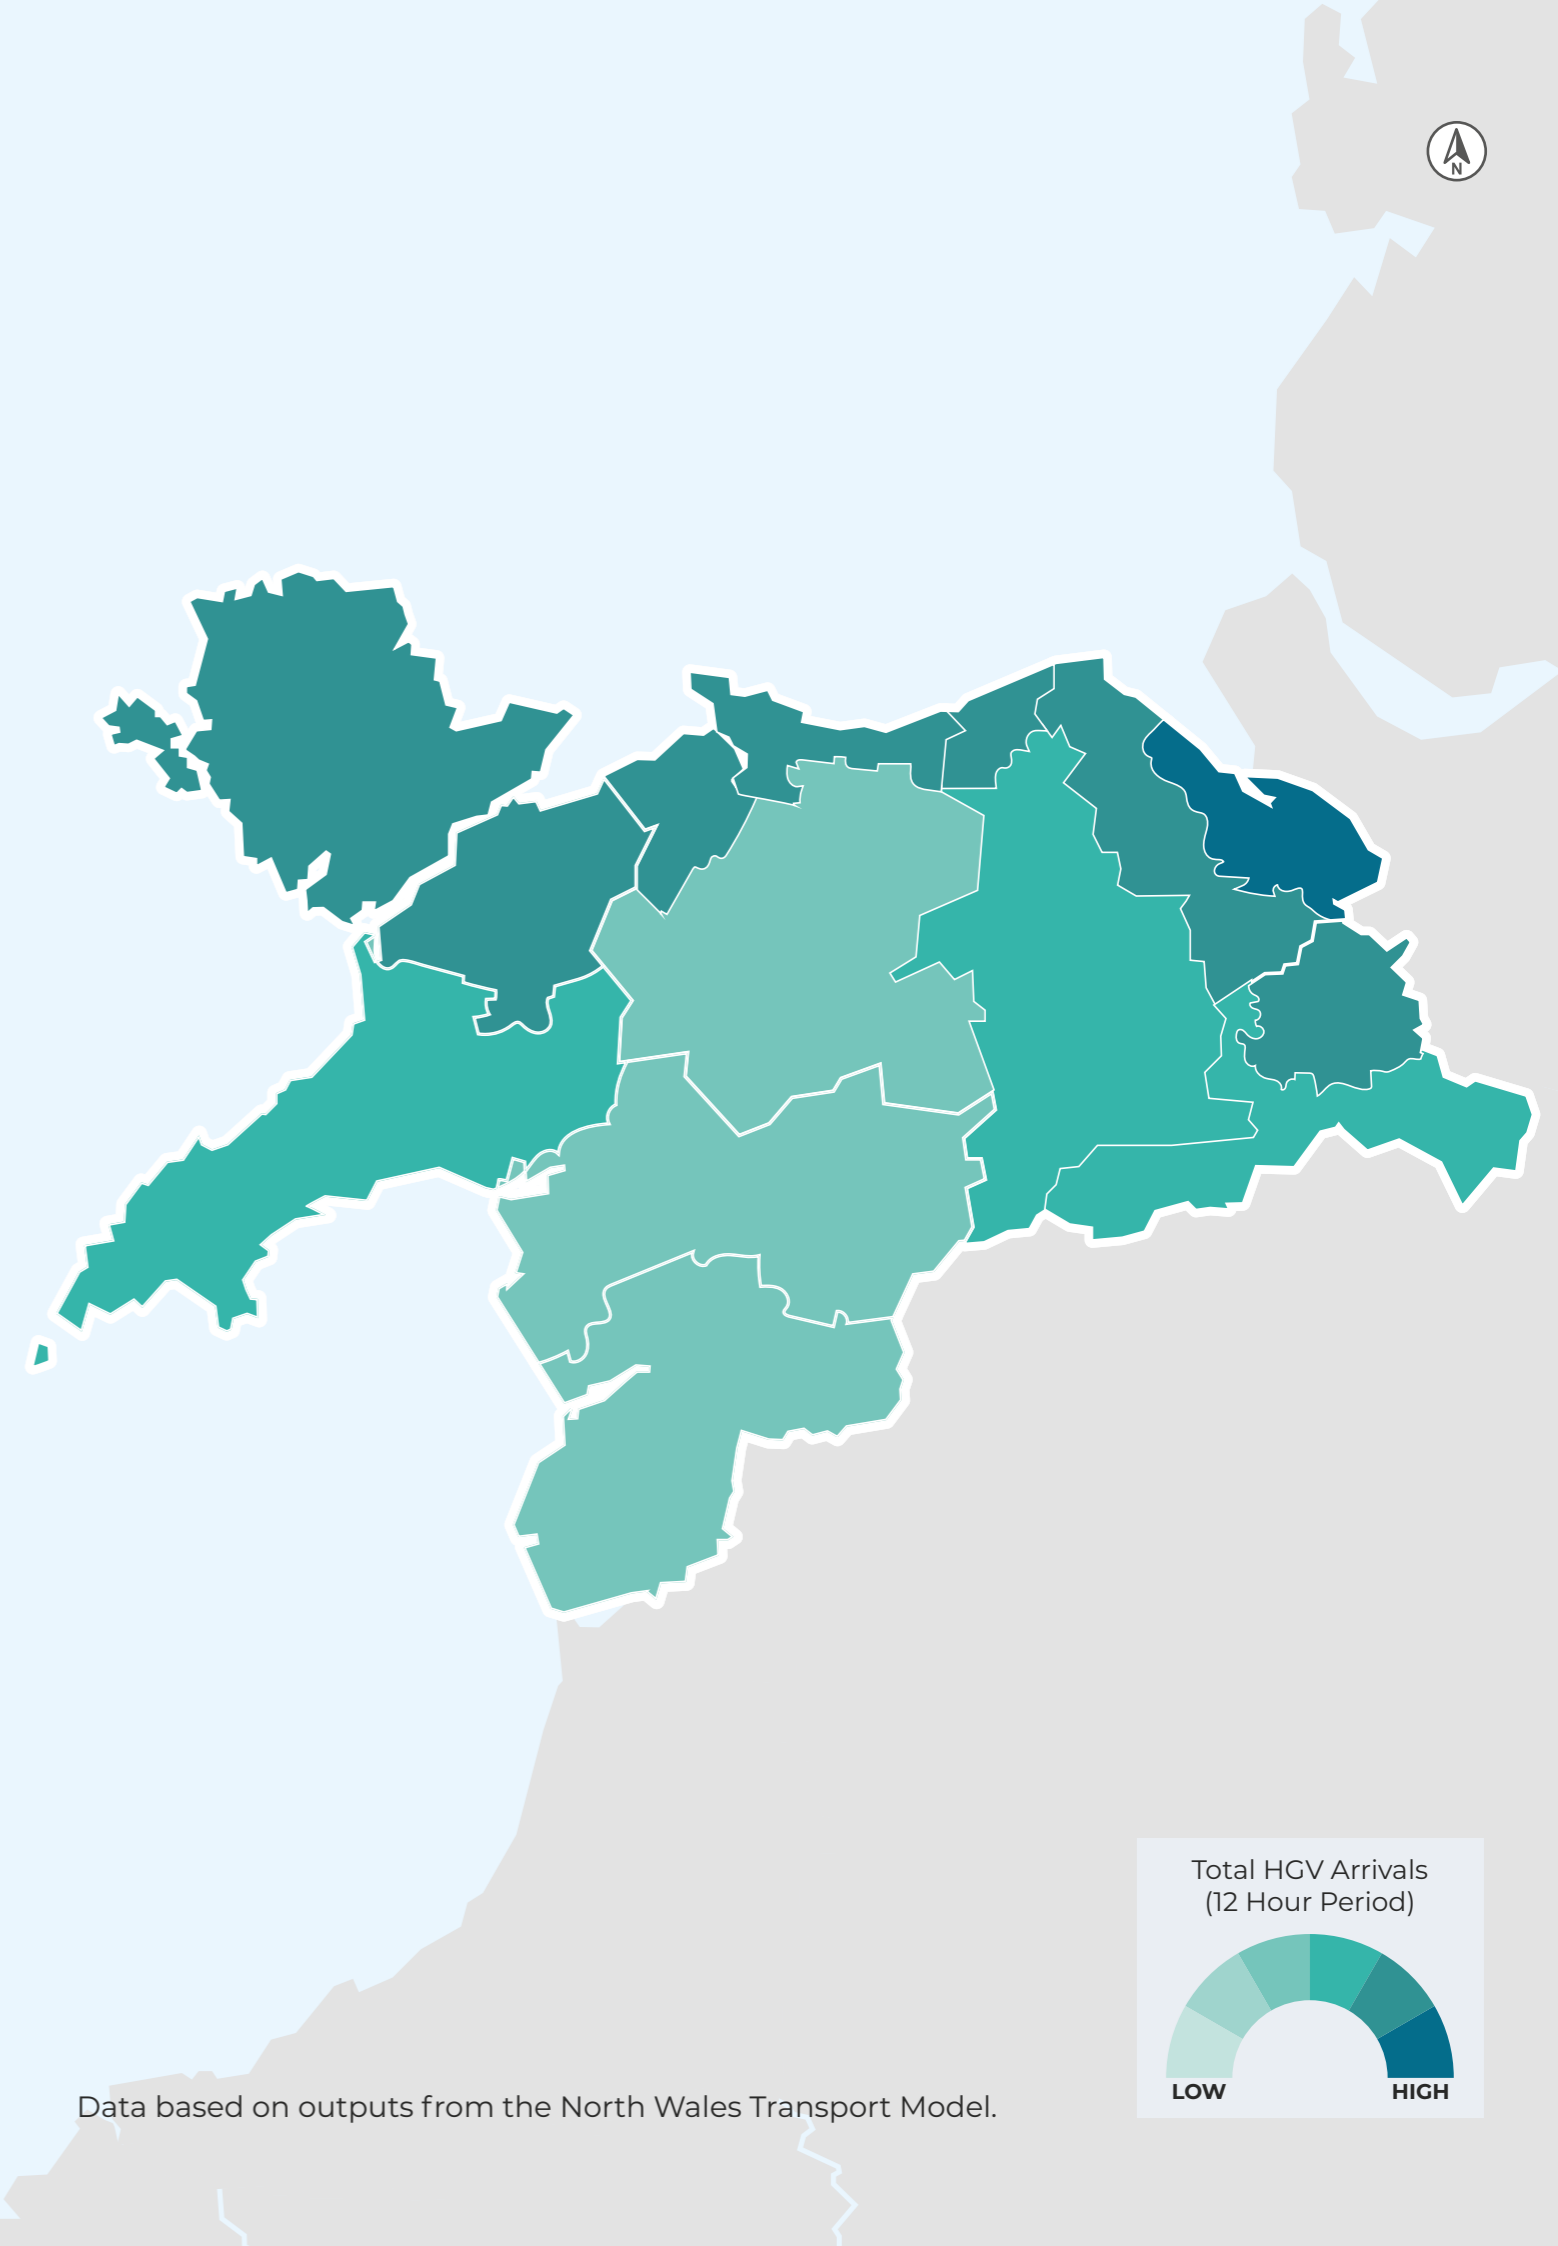 N
Total HGV Arrivals
(12 Hour Period)
LOW HIGH
Data based on outputs from the North Wales Transport Model.